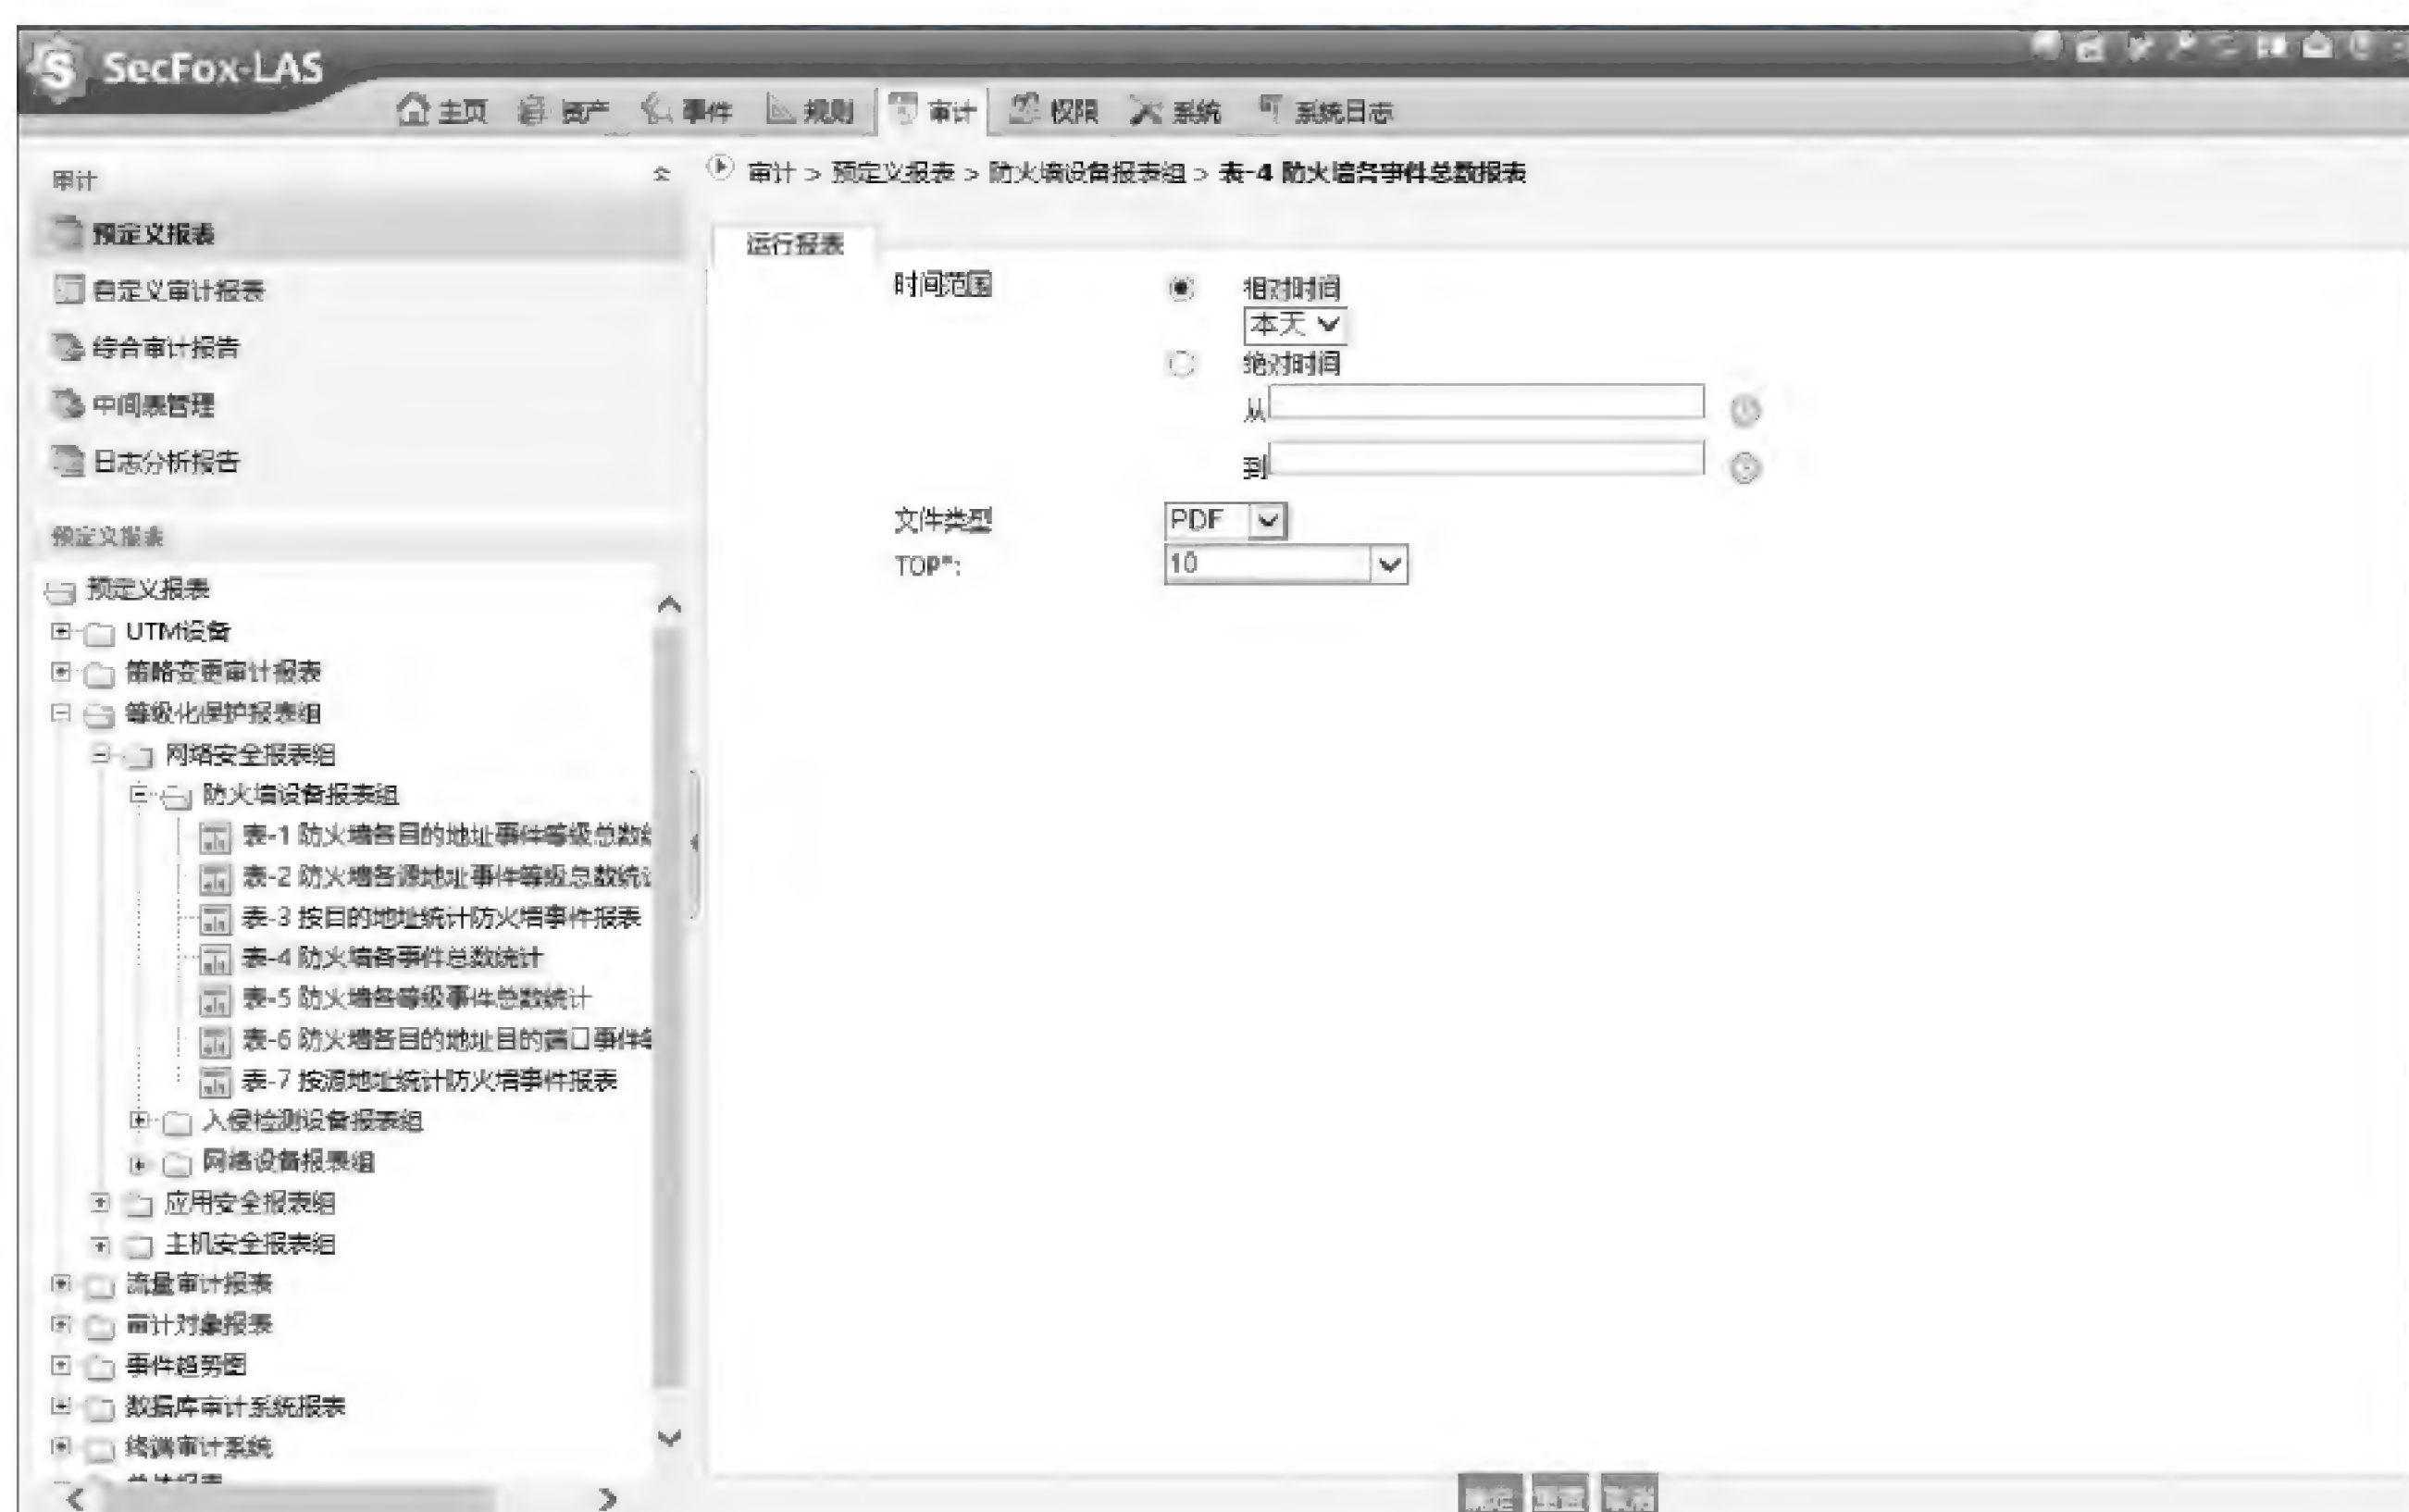 SecFox-LAS
主页 资产 事件 规则 审计 权限 系统 系统日志
审计
预定义报表
自定义审计报表
综合审计报告
中间表管理
日志分析报告
预定义报表
预定义报表
UTM设备
策略变更审计报表
等级化保护报表组
网络安全报表组
防火墙设备报表组
表-1 防火墙各目的地址事件等级总数
表-2 防火墙各源地址事件等级总数统
表-3 按目的地址统计防火墙事件报表
表-4 防火墙各事件总数统计
表-5 防火墙各等级事件总数统计
表-6 防火墙各目的地址目的端口事件
表-7 按源地址统计防火墙事件报表
入侵检测设备报表组
网络设备报表组
应用安全报表组
主机安全报表组
流量审计报表
审计对象报表
事件趋势图
数据库审计系统报表
终端审计系统
审计 > 预定义报表 > 防火墙设备报表组 > 表-4 防火墙各事件总数报表
运行报表
时间范围 相对时间
本天
绝对时间
从
到
文件类型 PDF
TOP*: 10